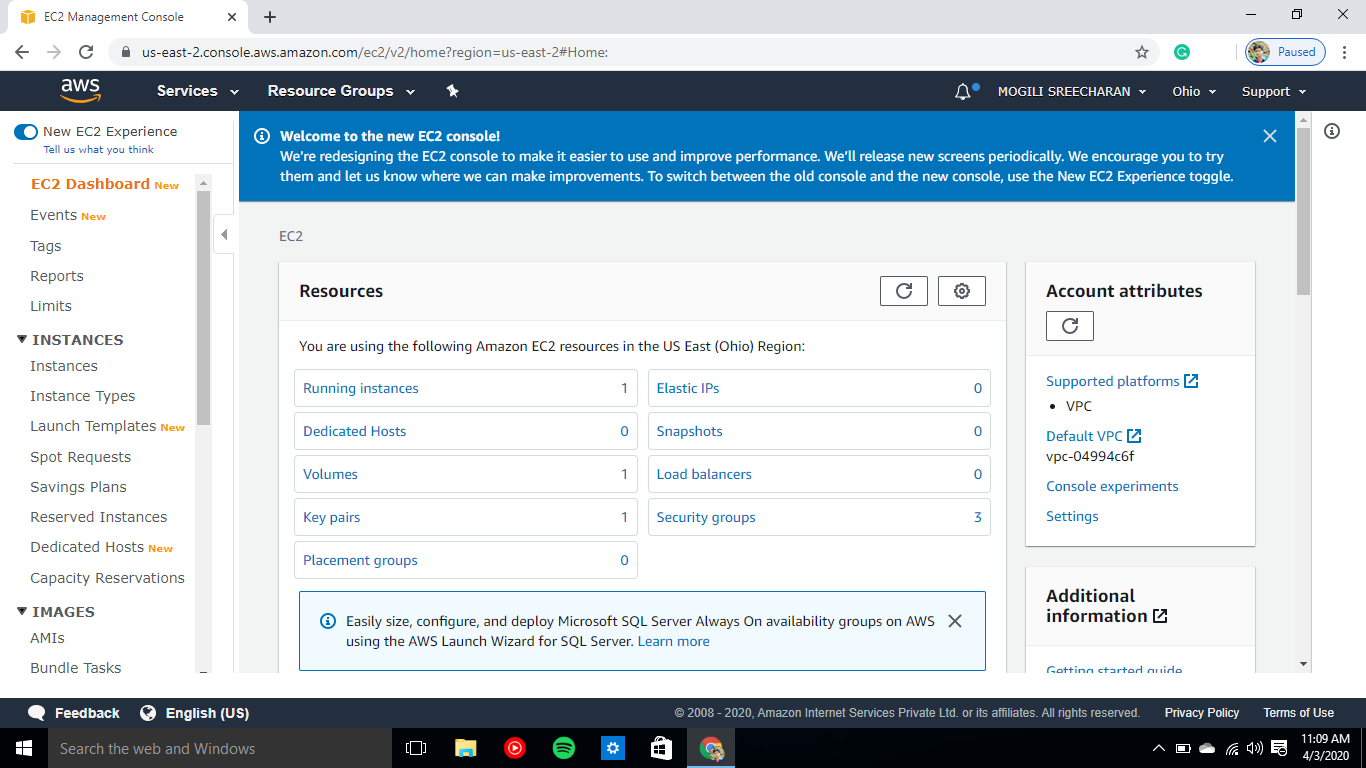 EC2 Management Console
us-east-2.console.aws.amazon.com/ec2/v2/home?region=us-east-2#Home:
Paused
aws
Services
Resource Groups
MOGILI SREECHARAN
Ohio
Support
New EC2 Experience
Tell us what you think
EC2 Dashboard New
Events New
Tags
Reports
Limits
INSTANCES
Instances
Instance Types
Launch Templates New
Spot Requests
Savings Plans
Reserved Instances
Dedicated Hosts New
Capacity Reservations
IMAGES
AMIs
Bundle Tasks
Welcome to the new EC2 console!
We're redesigning the EC2 console to make it easier to use and improve performance. We'll release new screens periodically. We encourage you to try
them and let us know where we can make improvements. To switch between the old console and the new console, use the New EC2 Experience toggle.
EC2
Resources
You are using the following Amazon EC2 resources in the US East (Ohio) Region:
Running instances 1
Elastic IPs 0
Dedicated Hosts 0
Snapshots 0
Volumes 1
Load balancers 0
Key pairs 1
Security groups 3
Placement groups 0
Easily size, configure, and deploy Microsoft SQL Server Always On availability groups on AWS
using the AWS Launch Wizard for SQL Server. Learn more
Account attributes
Supported platforms
• VPC
Default VPC
vpc-04994c6f
Console experiments
Settings
Additional
information
Getting started guide
Feedback
English (US)
© 2008 - 2020, Amazon Internet Services Private Ltd. or its affiliates. All rights reserved.
Privacy Policy
Terms of Use
Search the web and Windows
11:09 AM
4/3/2020